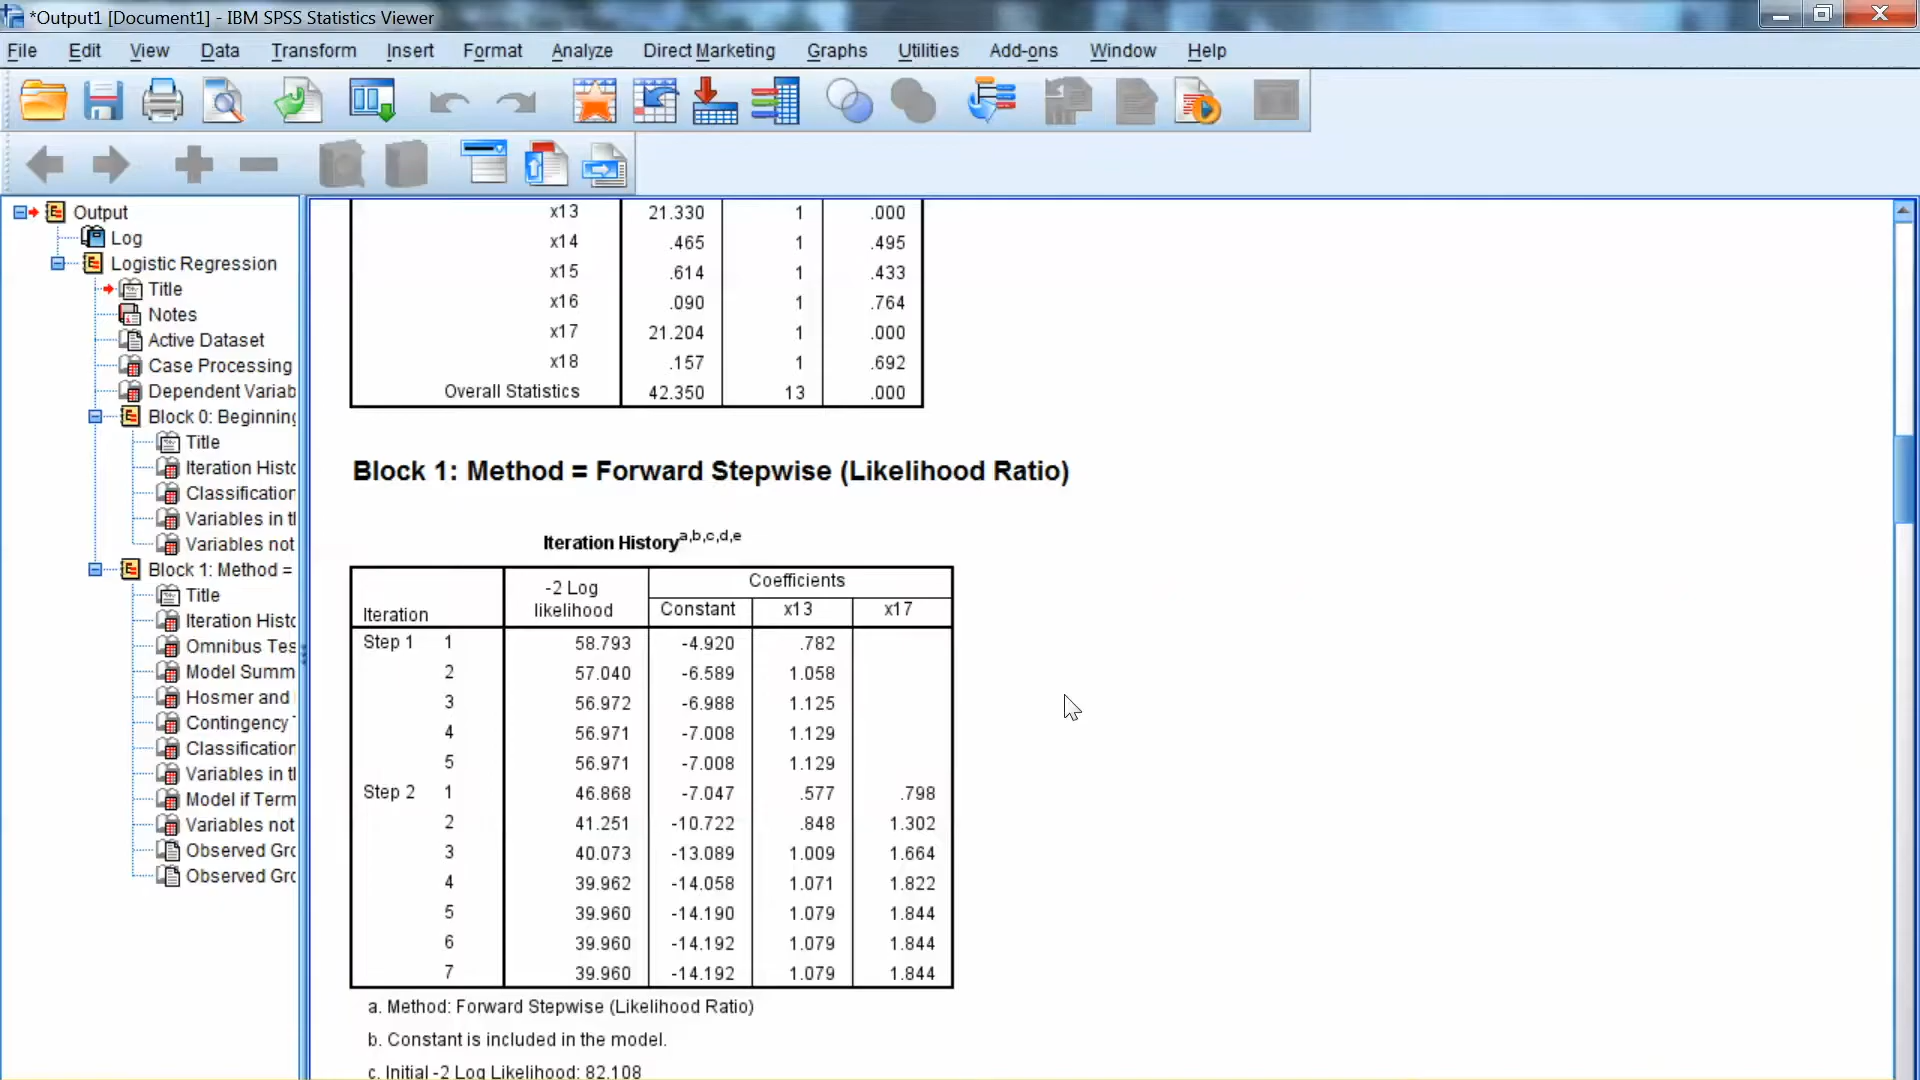 *Output1 [Document1] - IBM SPSS Statistics Viewer
File Edit View Data Transform Insert Format Analyze Direct Marketing Graphs Utilities Add-ons Window Help
Output
Log
Logistic Regression
Title
Notes
Active Dataset
Case Processing
Dependent Variab
Block 0: Beginning
Title
Iteration Histo
Classification
Variables in tl
Variables not
Block 1: Method =
Title
Iteration Histo
Omnibus Tes
Model Summ
Hosmer and
Contingency
Classification
Variables in tl
Model if Term
Variables not
Observed Gro
Observed Gro
x13 21.330 1 .000
x14 .465 1 .495
x15 .614 1 .433
x16 .090 1 .764
x17 21.204 1 .000
x18 .157 1 .692
Overall Statistics 42.350 13 .000
Block 1: Method = Forward Stepwise (Likelihood Ratio)
Iteration History a,b,c,d,e
Iteration -2 Log likelihood Coefficients
Constant x13 x17
Step 1 1 58.793 -4.920 .782
2 57.040 -6.589 1.058
3 56.972 -6.988 1.125
4 56.971 -7.008 1.129
5 56.971 -7.008 1.129
Step 2 1 46.868 -7.047 .577 .798
2 41.251 -10.722 .848 1.302
3 40.073 -13.089 1.009 1.664
4 39.962 -14.058 1.071 1.822
5 39.960 -14.190 1.079 1.844
6 39.960 -14.192 1.079 1.844
7 39.960 -14.192 1.079 1.844
a. Method: Forward Stepwise (Likelihood Ratio)
b. Constant is included in the model.
c. Initial -2 Log Likelihood: 82.108